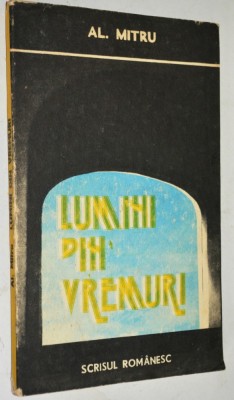 AL. MITRU
LUMINI
DIN
VREMURI
SCRISUL ROMÂNESC